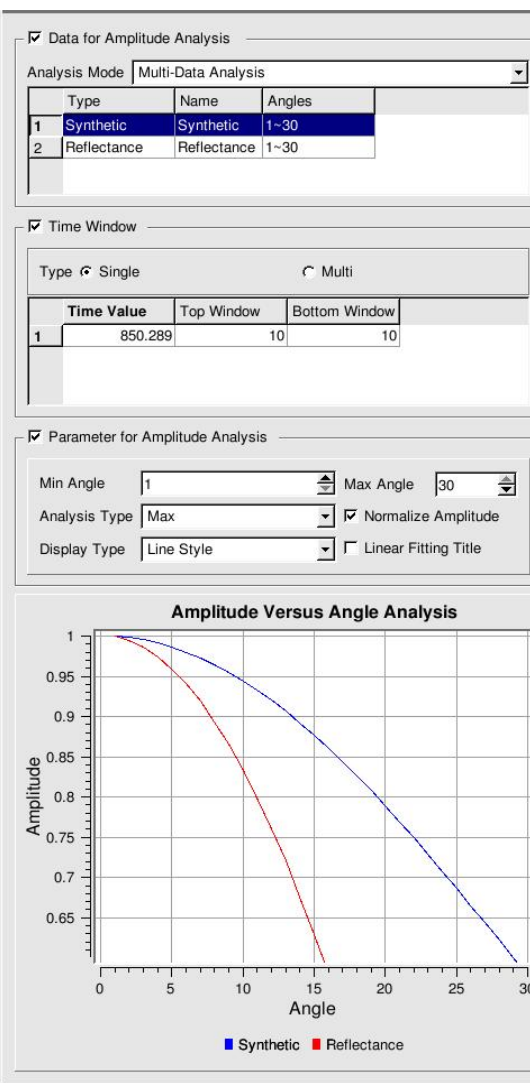 Data for Amplitude Analysis
Analysis Mode Multi-Data Analysis
Type Name Angles
1 Synthetic Synthetic 1~30
2 Reflectance Reflectance 1~30
Time Window
Type Single Multi
Time Value Top Window Bottom Window
1 850.289 10 10
Parameter for Amplitude Analysis
Min Angle 1 Max Angle 30
Analysis Type Max Normalize Amplitude
Display Type Line Style Linear Fitting Title
Amplitude Versus Angle Analysis
1
0.95
0.9
0.85
0.8
0.75
0.7
0.65
Amplitude
0 5 10 15 20 25 30
Angle
Synthetic Reflectance